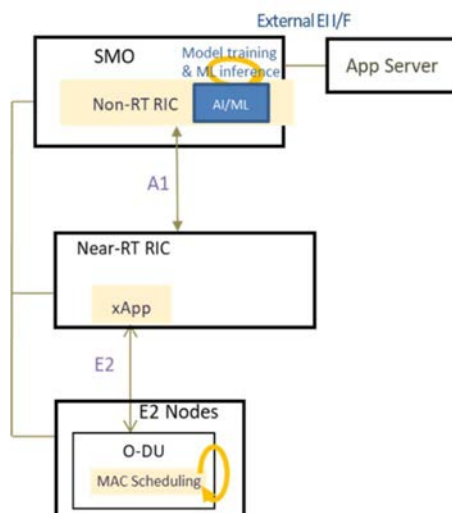 External EI I/F
SMO
Model training
& ML inference
App Server
Non-RT RIC
AI/ML
A1
Near-RT RIC
xApp
E2
E2 Nodes
O-DU
MAC Scheduling